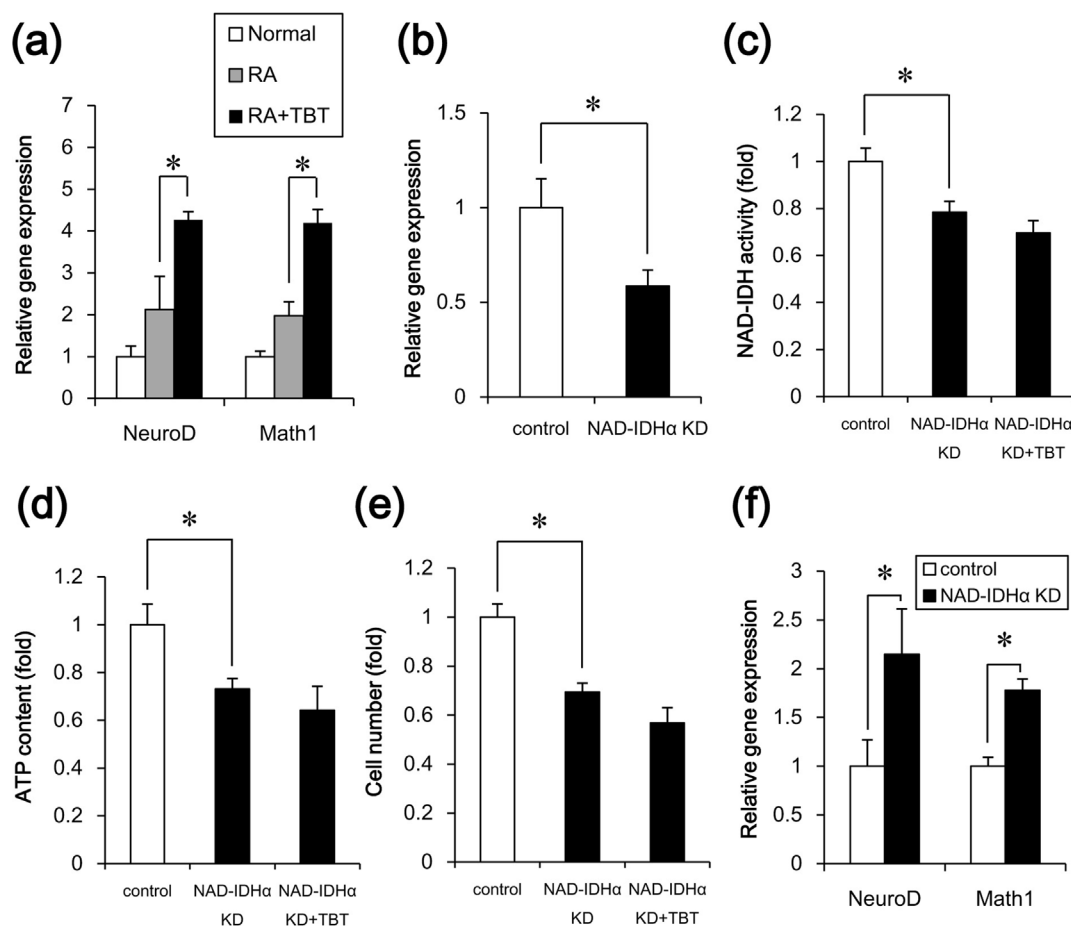 (a)
Normal
RA
RA+TBT
Relative gene expression
7
6
5
4
3
2
1
0
*
*
NeuroD
Math1
(b)
Relative gene expression
1.5
1
0.5
0
*
control
NAD-IDHα KD
(c)
NAD-IDH activity (fold)
1.2
1
0.8
0.6
0.4
0.2
0
*
control
NAD-IDHα
KD
NAD-IDHα
KD+TBT
(d)
ATP content (fold)
1.2
1
0.8
0.6
0.4
0.2
0
*
control
NAD-IDHα
KD
NAD-IDHα
KD+TBT
(e)
Cell number (fold)
1.2
1
0.8
0.6
0.4
0.2
0
*
control
NAD-IDHα
KD
NAD-IDHα
KD+TBT
(f)
control
NAD-IDHα KD
Relative gene expression
3
2.5
2
1.5
1
0.5
0
*
*
NeuroD
Math1